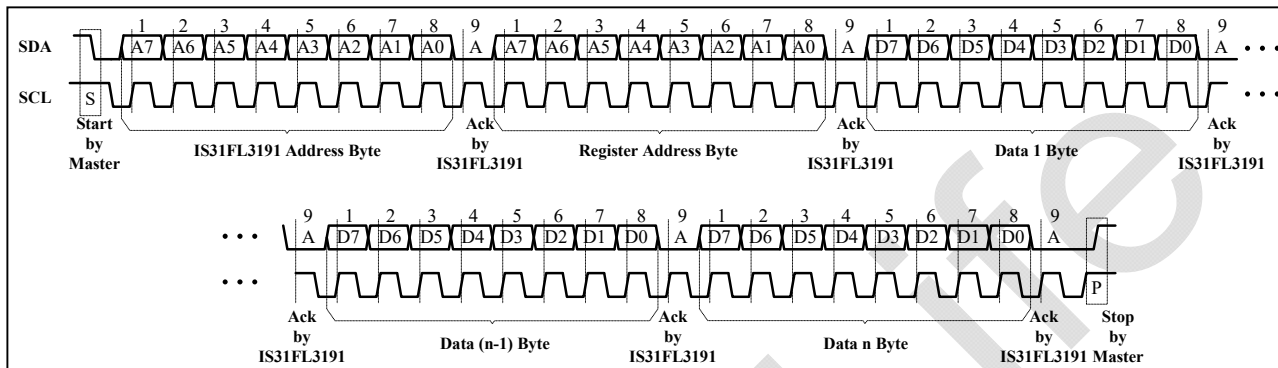 1 2 3 4 5 6 7 8 9 1 2 3 4 5 6 7 8 9 1 2 3 4 5 6 7 8 9
SDA A7 A6 A5 A4 A3 A2 A1 A0 A A7 A6 A5 A4 A3 A2 A1 A0 A D7 D6 D5 D4 D3 D2 D1 D0 A • • •
SCL S • • •
Start by Master
IS31FL3191 Address Byte
Ack by IS31FL3191
Register Address Byte
Ack by IS31FL3191
Data 1 Byte
Ack by IS31FL3191
9 1 2 3 4 5 6 7 8 9 1 2 3 4 5 6 7 8 9
• • • A D7 D6 D5 D4 D3 D2 D1 D0 A D7 D6 D5 D4 D3 D2 D1 D0 A
• • • P
Ack by IS31FL3191
Data (n-1) Byte
Ack by IS31FL3191
Data n Byte
Ack by IS31FL3191
Stop by Master